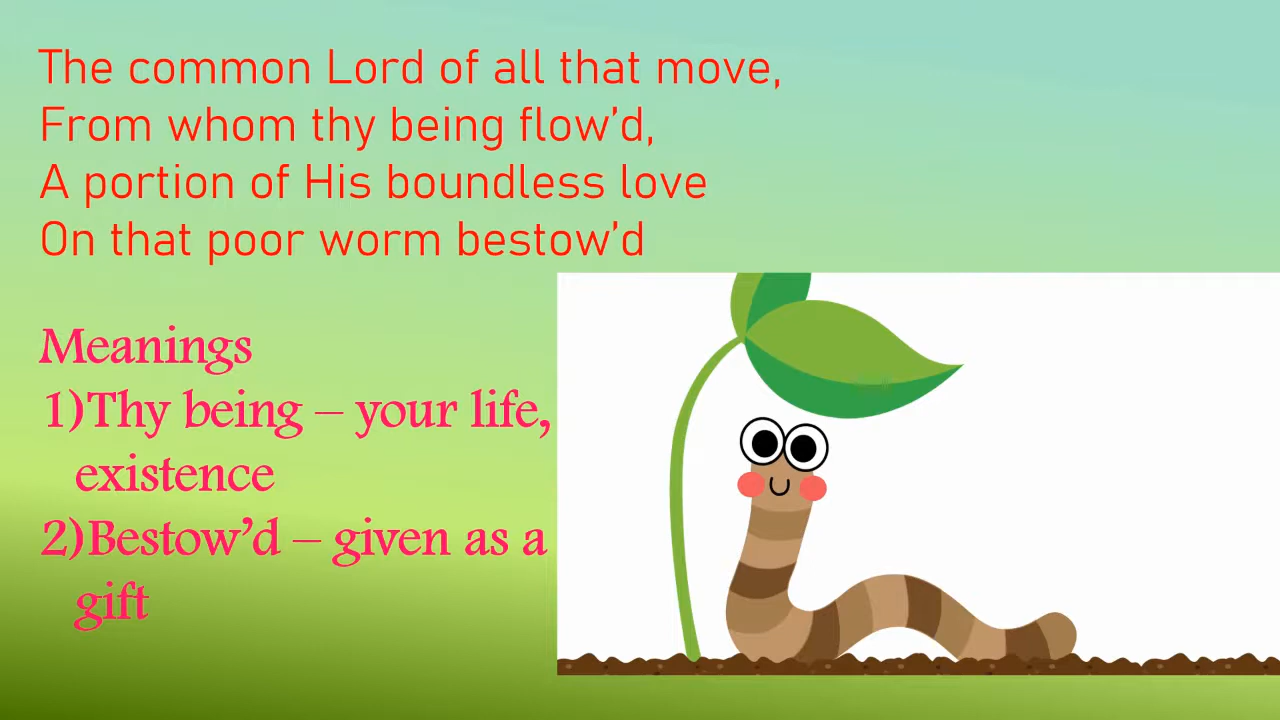 The common Lord of all that move,
From whom thy being flow’d,
A portion of His boundless love
On that poor worm bestow’d
Meanings
1)Thy being – your life,
existence
2)Bestow’d – given as a
gift